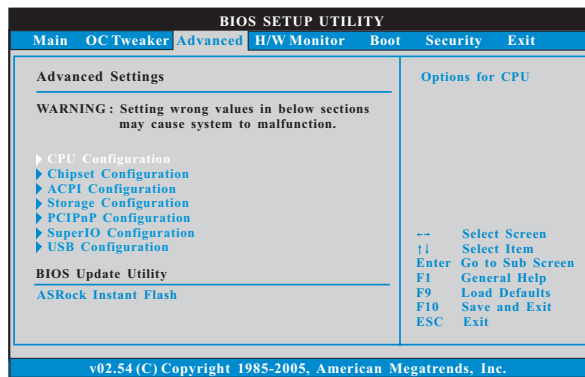 BIOS SETUP UTILITY
Main OC Tweaker Advanced H/W Monitor Boot Security Exit
Advanced Settings
WARNING : Setting wrong values in below sections
may cause system to malfunction.
CPU Configuration
Chipset Configuration
ACPI Configuration
Storage Configuration
PCIPnP Configuration
SuperIO Configuration
USB Configuration
BIOS Update Utility
ASRock Instant Flash
Options for CPU
←→ Select Screen
↑↓ Select Item
Enter Go to Sub Screen
F1 General Help
F9 Load Defaults
F10 Save and Exit
ESC Exit
v02.54 (C) Copyright 1985-2005, American Megatrends, Inc.